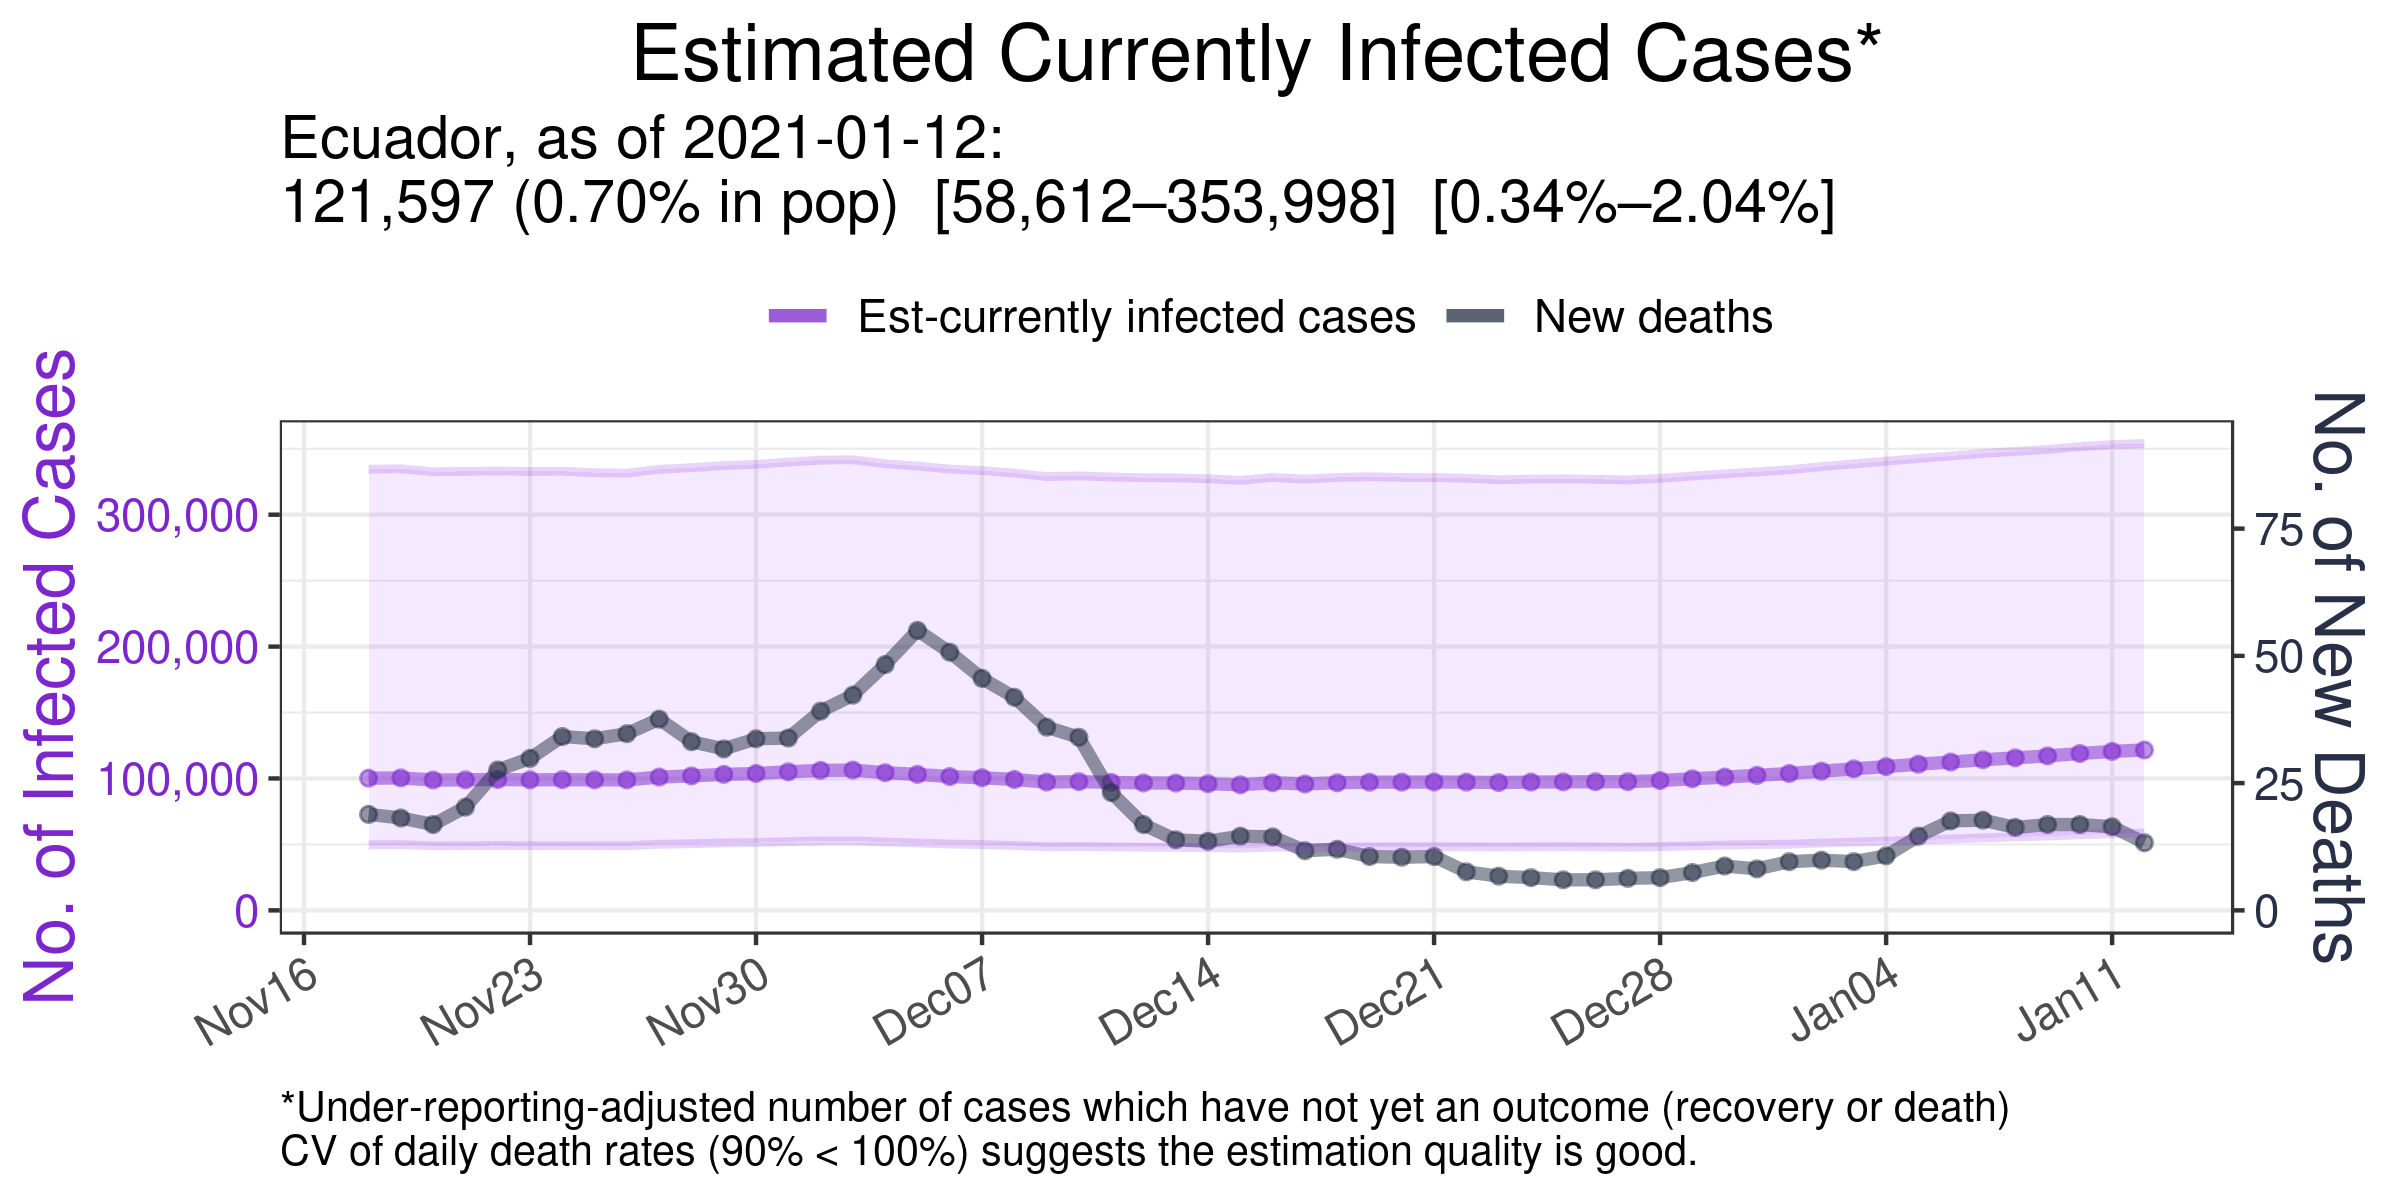 Estimated Currently Infected Cases*
Ecuador, as of 2021-01-12:
121,597 (0.70% in pop)  [58,612–353,998]  [0.34%–2.04%]
Est-currently infected cases
New deaths
No. of Infected Cases
300,000
200,000
100,000
0
75
50
25
0
No. of New Deaths
Nov16
Nov23
Nov30
Dec07
Dec14
Dec21
Dec28
Jan04
Jan11
*Under-reporting-adjusted number of cases which have not yet an outcome (recovery or death)
CV of daily death rates (90% < 100%) suggests the estimation quality is good.